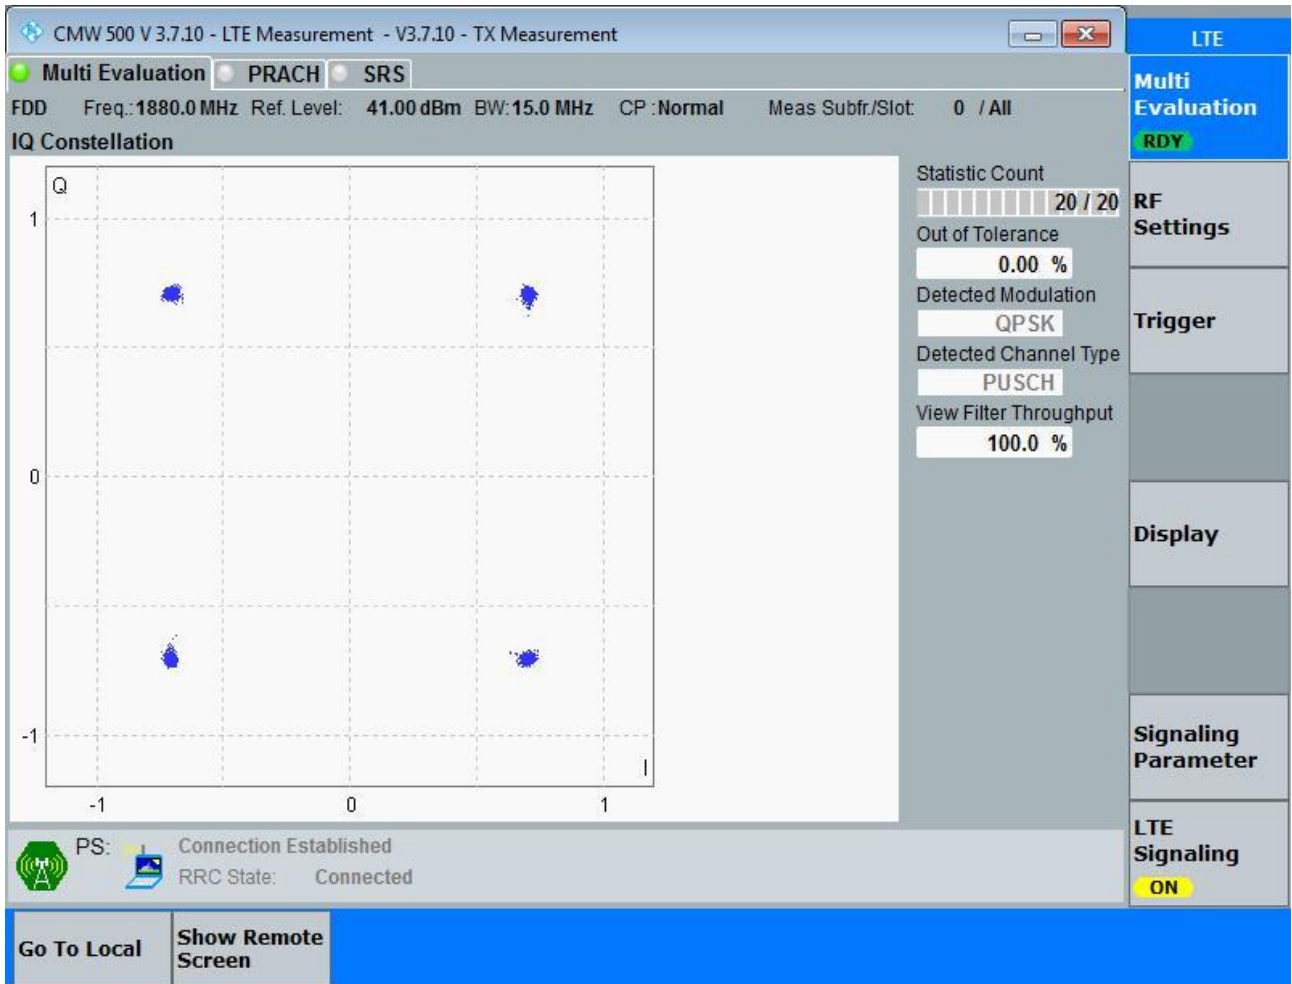 CMW 500 V 3.7.10 - LTE Measurement - V3.7.10 - TX Measurement
Multi Evaluation PRACH SRS
FDD Freq.:1880.0 MHz Ref. Level: 41.00 dBm BW:15.0 MHz CP :Normal Meas Subfr./Slot: 0 / All
IQ Constellation
Q
1
0
-1
I
-1 0 1
Statistic Count
20 / 20
Out of Tolerance
0.00 %
Detected Modulation
QPSK
Detected Channel Type
PUSCH
View Filter Throughput
100.0 %
PS: Connection Established
RRC State: Connected
LTE
Multi
Evaluation
RDY
RF
Settings
Trigger
Display
Signaling
Parameter
LTE
Signaling
ON
Go To Local
Show Remote
Screen